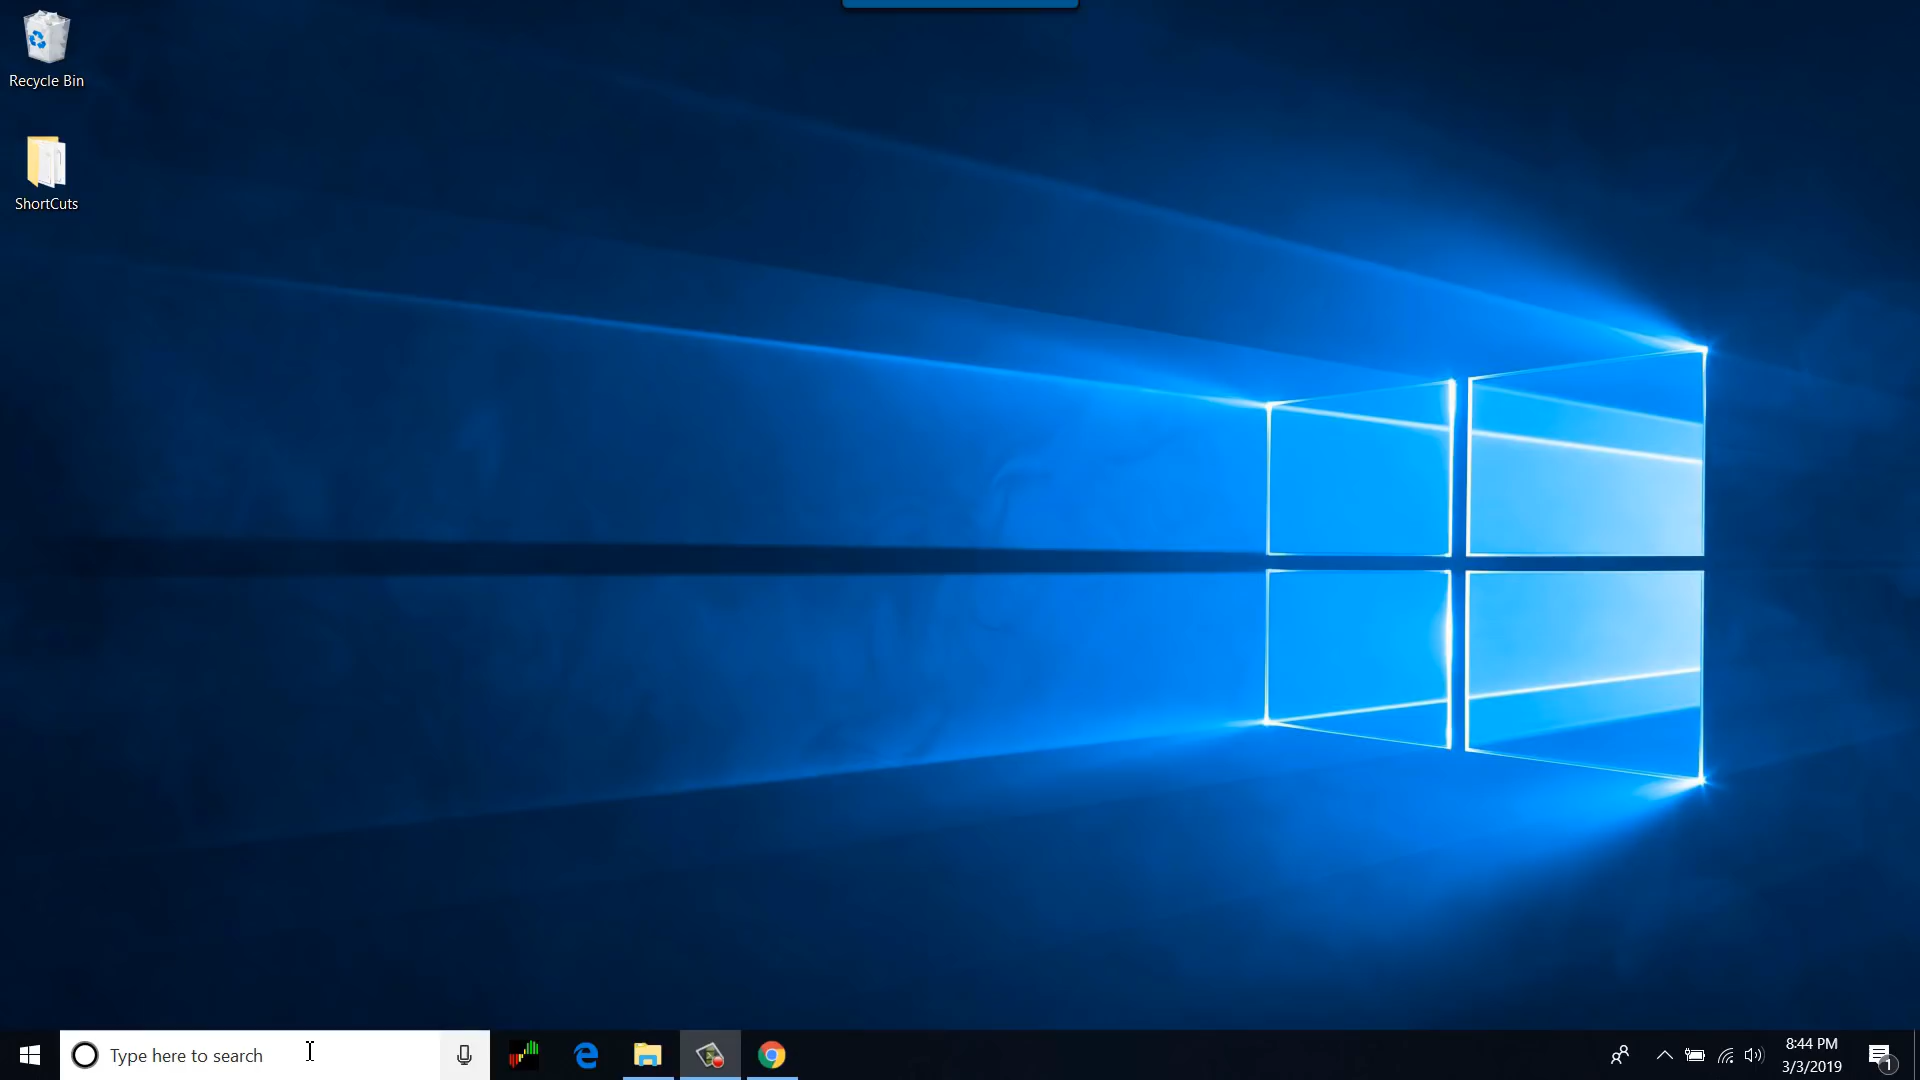 Recycle Bin
ShortCuts
Type here to search
8:44 PM
3/3/2019
1